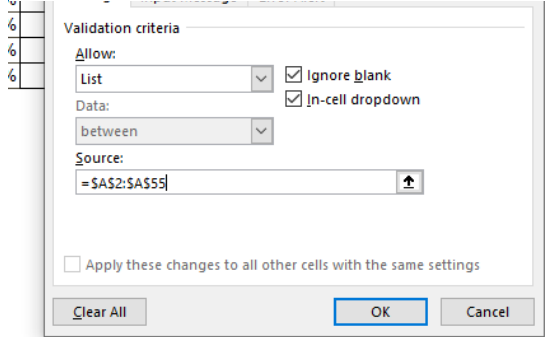 %
Validation criteria
%
Allow:
%
List
Ignore blank
%
In-cell dropdown
Data:
between
Source:
=$A$2:$A$55
Apply these changes to all other cells with the same settings
Clear All
OK
Cancel